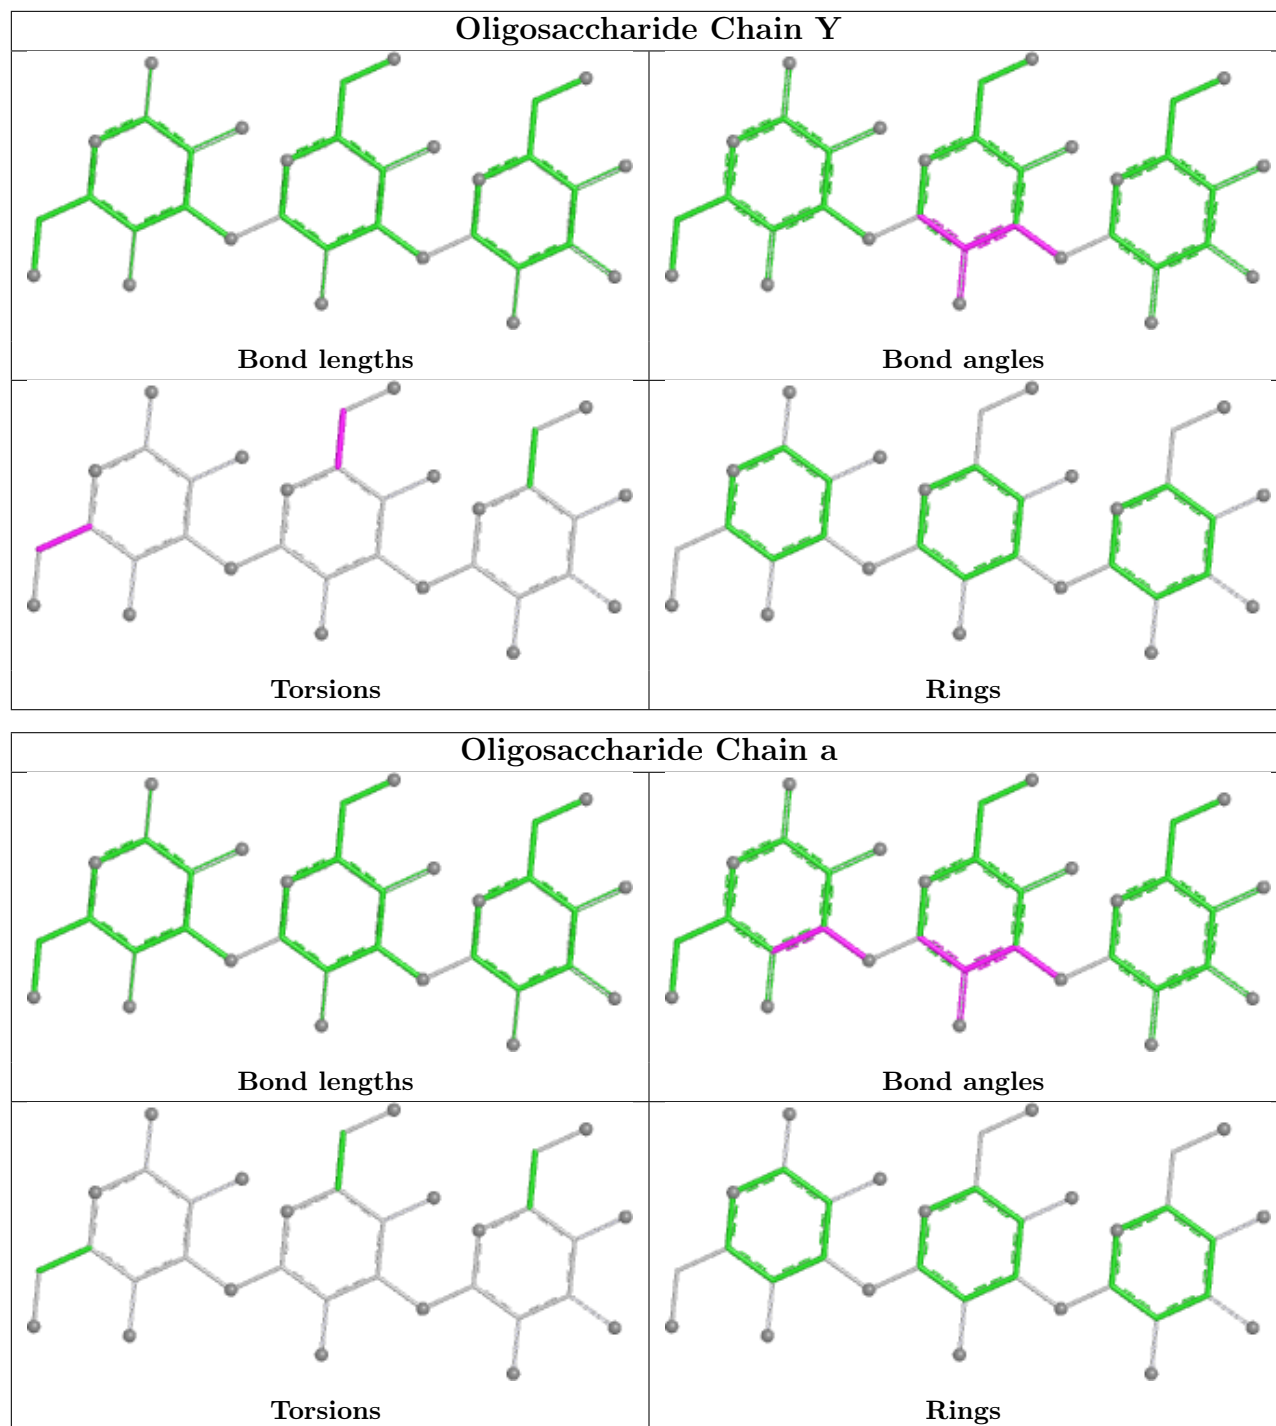 Oligosaccharide Chain Y
Bond lengths
Bond angles
Torsions
Rings
Oligosaccharide Chain a
Bond lengths
Bond angles
Torsions
Rings